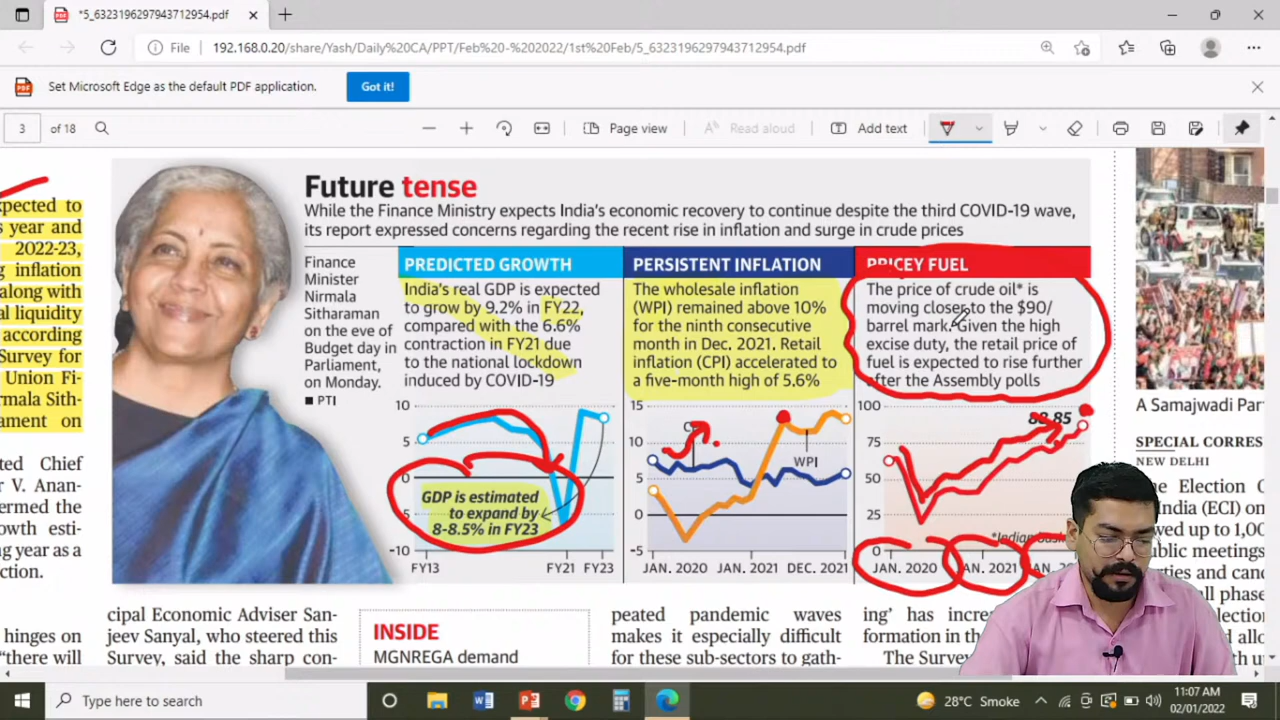 *5_6323196297943712954.pdf
File
192.168.0.20/share/Yash/Daily%20CA/PPT/Feb%20-%202022/1st%20Feb/5_6323196297943712954.pdf
Set Microsoft Edge as the default PDF application.
Got it!
3 of 18
Page view
Read aloud
Add text
xpected to
s year and
2022-23,
g inflation
along with
al liquidity
according
Survey for
Union Fi-
rmala Sith-
ament on
ted Chief
r V. Anan-
ermed the
owth esti-
ng year as a
ction.
hinges on
"there will
Future tense
While the Finance Ministry expects India's economic recovery to continue despite the third COVID-19 wave,
its report expressed concerns regarding the recent rise in inflation and surge in crude prices
Finance
Minister
Nirmala
Sitharaman
on the eve of
Budget day in
Parliament,
on Monday.
■ PTI
PREDICTED GROWTH
India's real GDP is expected
to grow by 9.2% in FY22,
compared with the 6.6%
contraction in FY21 due
to the national lockdown
induced by COVID-19
10
5
0
-5
-10
GDP is estimated
to expand by
8-8.5% in FY23
FY13 FY21 FY23
PERSISTENT INFLATION
The wholesale inflation
(WPI) remained above 10%
for the ninth consecutive
month in Dec. 2021. Retail
inflation (CPI) accelerated to
a five-month high of 5.6%
15
10
5
0
-5
WPI
JAN. 2020 JAN. 2021 DEC. 2021
PRICEY FUEL
The price of crude oil* is
moving closer to the $90/
barrel mark. Given the high
excise duty, the retail price of
fuel is expected to rise further
after the Assembly polls
100
75
50
25
0
88.85
*Indian
JAN. 2020 JAN. 2021
cipal Economic Adviser San-
jeev Sanyal, who steered this
Survey, said the sharp con-
INSIDE
MGNREGA demand
peated pandemic waves
makes it especially difficult
for these sub-sectors to gath-
ing' has
formation in
The Survey
A Samajwadi
SPECIAL
NEW DELHI
Election
India (ECI) on
up to 1,00
meetings
and
phase
Type here to search
28°C Smoke
11:07 AM
02/01/2022